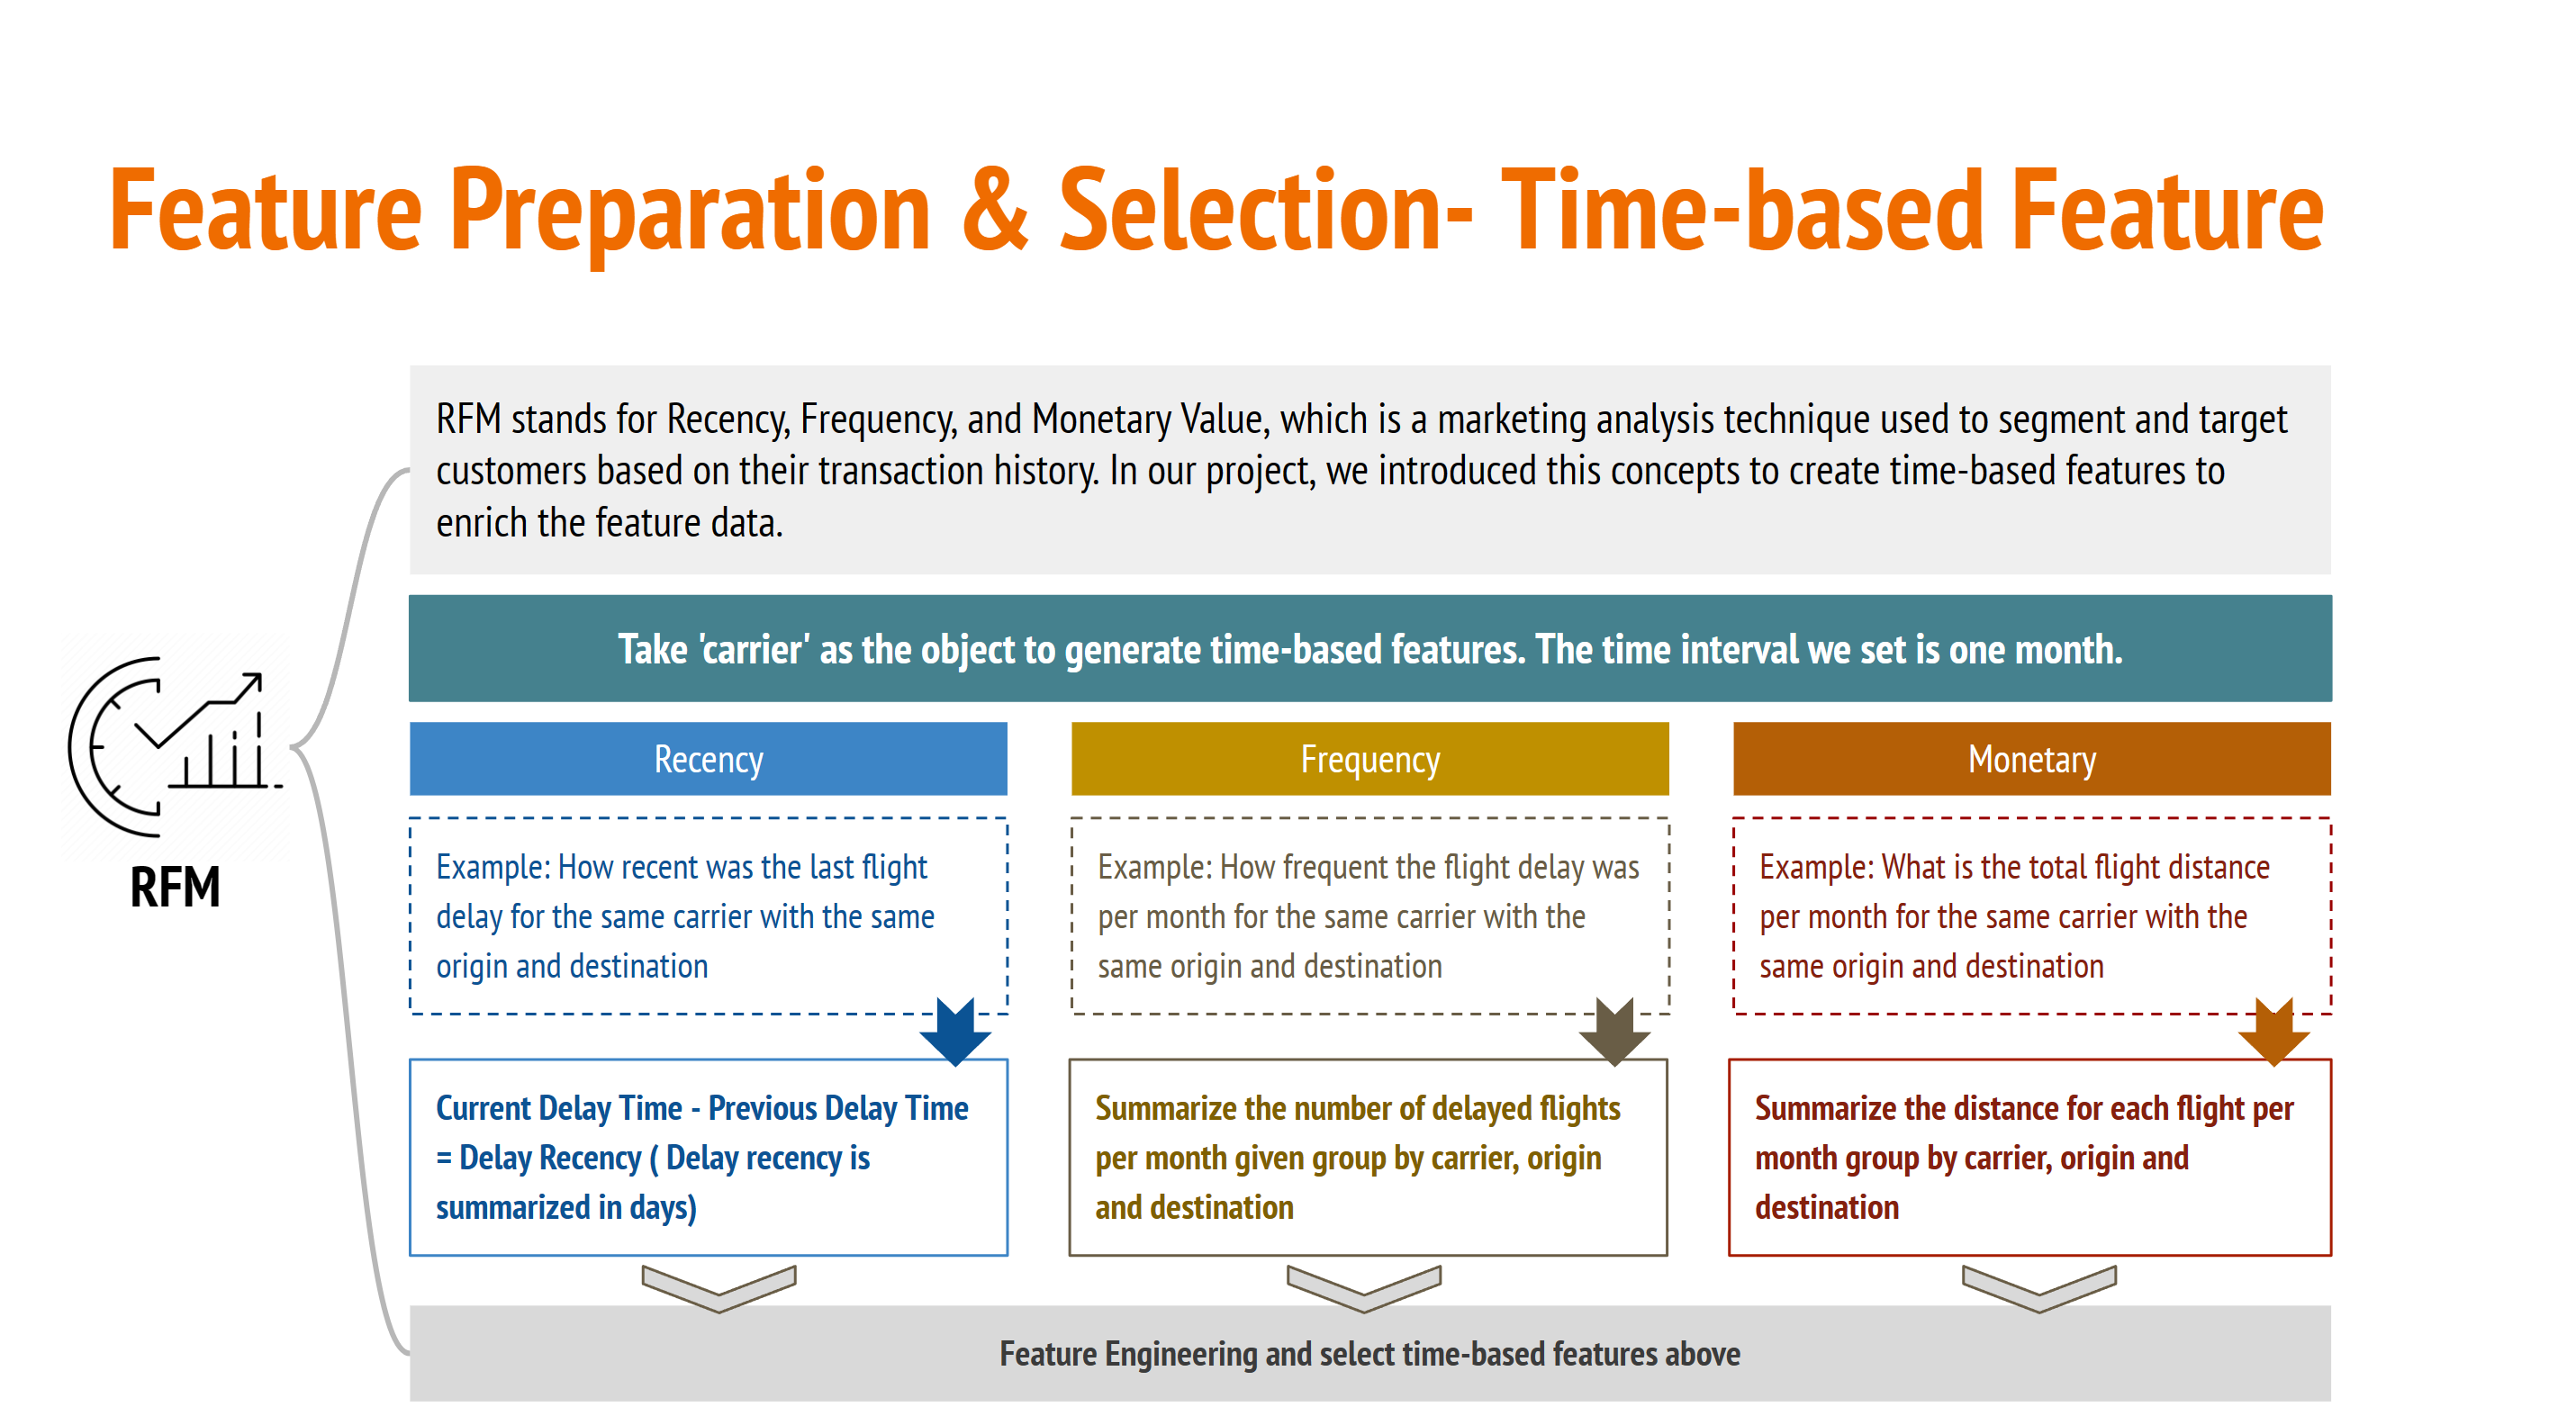 Feature Preparation & Selection- Time-based Feature
RFM stands for Recency, Frequency, and Monetary Value, which is a marketing analysis technique used to segment and target
customers based on their transaction history. In our project, we introduced this concepts to create time-based features to
enrich the feature data.
Take 'carrier' as the object to generate time-based features. The time interval we set is one month.
RFM
Recency
Example: How recent was the last flight
delay for the same carrier with the same
origin and destination
Current Delay Time - Previous Delay Time
= Delay Recency ( Delay recency is
summarized in days)
Frequency
Example: How frequent the flight delay was
per month for the same carrier with the
same origin and destination
Summarize the number of delayed flights
per month given group by carrier, origin
and destination
Monetary
Example: What is the total flight distance
per month for the same carrier with the
same origin and destination
Summarize the distance for each flight per
month group by carrier, origin and
destination
Feature Engineering and select time-based features above